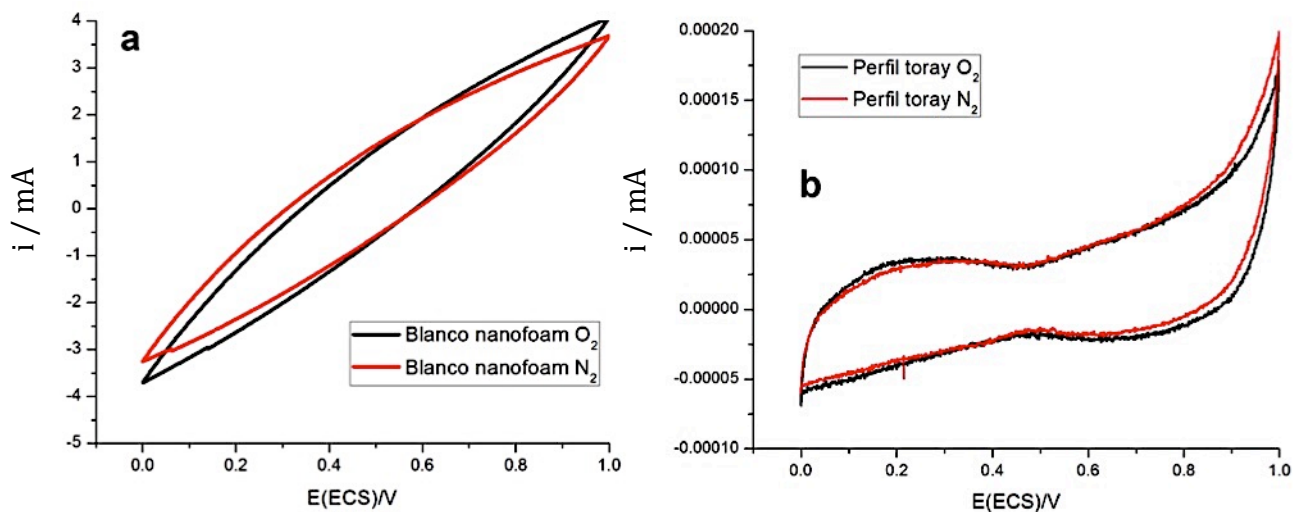 a
4
3
2
1
0
-1
-2
-3
-4
-5
i / mA
Blanco nanofoam O₂
Blanco nanofoam N₂
0.0 0.2 0.4 0.6 0.8 1.0
E(ECS)/V
0.00020
0.00015
0.00010
0.00005
0.00000
-0.00005
-0.00010
i / mA
Perfil toray O₂
Perfil toray N₂
b
0.0 0.2 0.4 0.6 0.8 1.0
E(ECS)/V